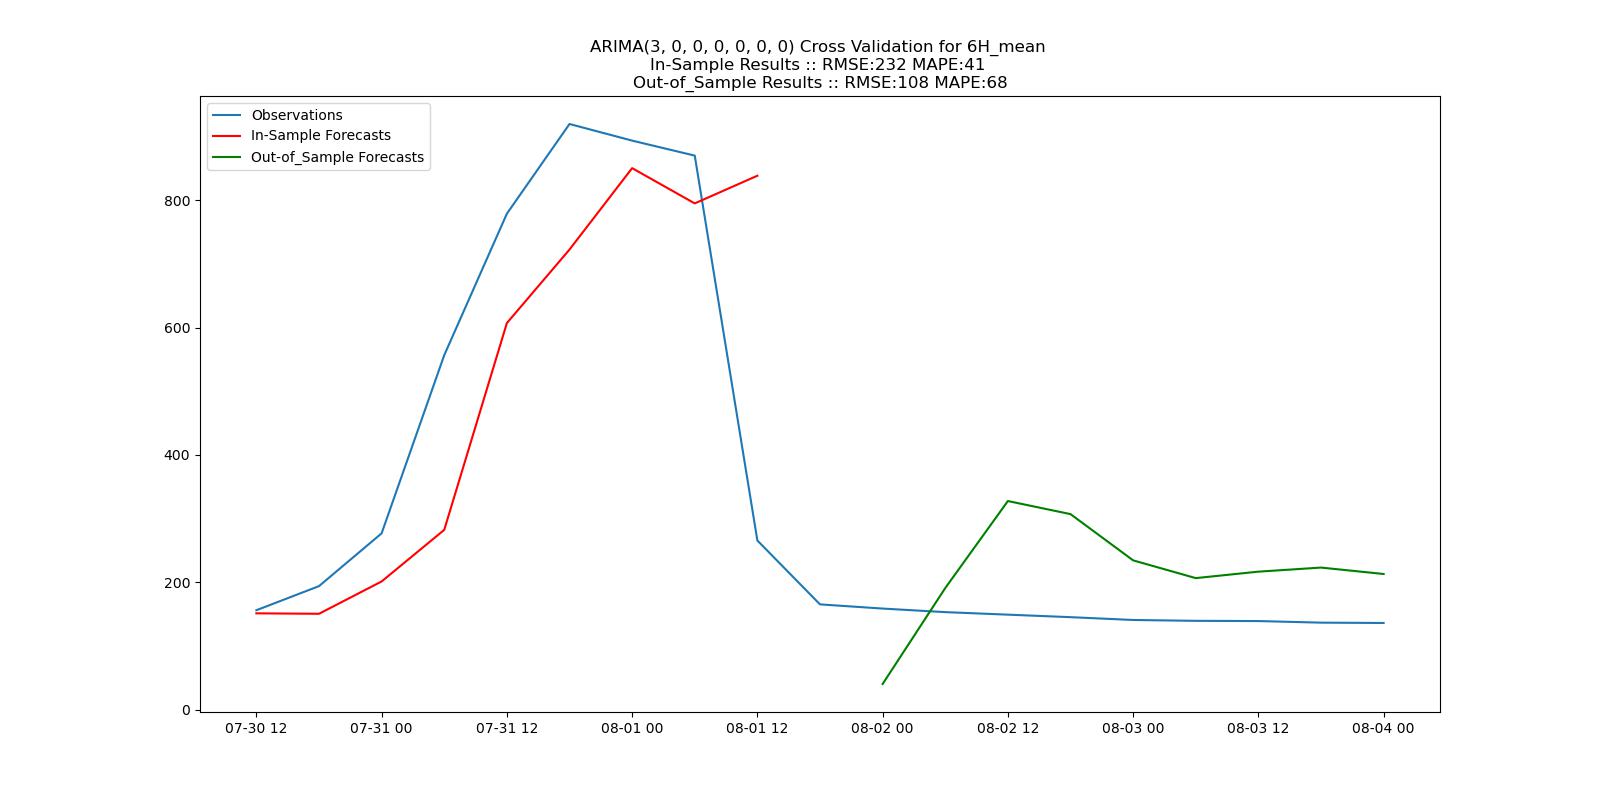 ARIMA(3, 0, 0, 0, 0, 0, 0) Cross Validation for 6H_mean
In-Sample Results :: RMSE:232 MAPE:41
Out-of_Sample Results :: RMSE:108 MAPE:68
Observations
In-Sample Forecasts
Out-of_Sample Forecasts
800
600
400
200
0
07-30 12
07-31 00
07-31 12
08-01 00
08-01 12
08-02 00
08-02 12
08-03 00
08-03 12
08-04 00